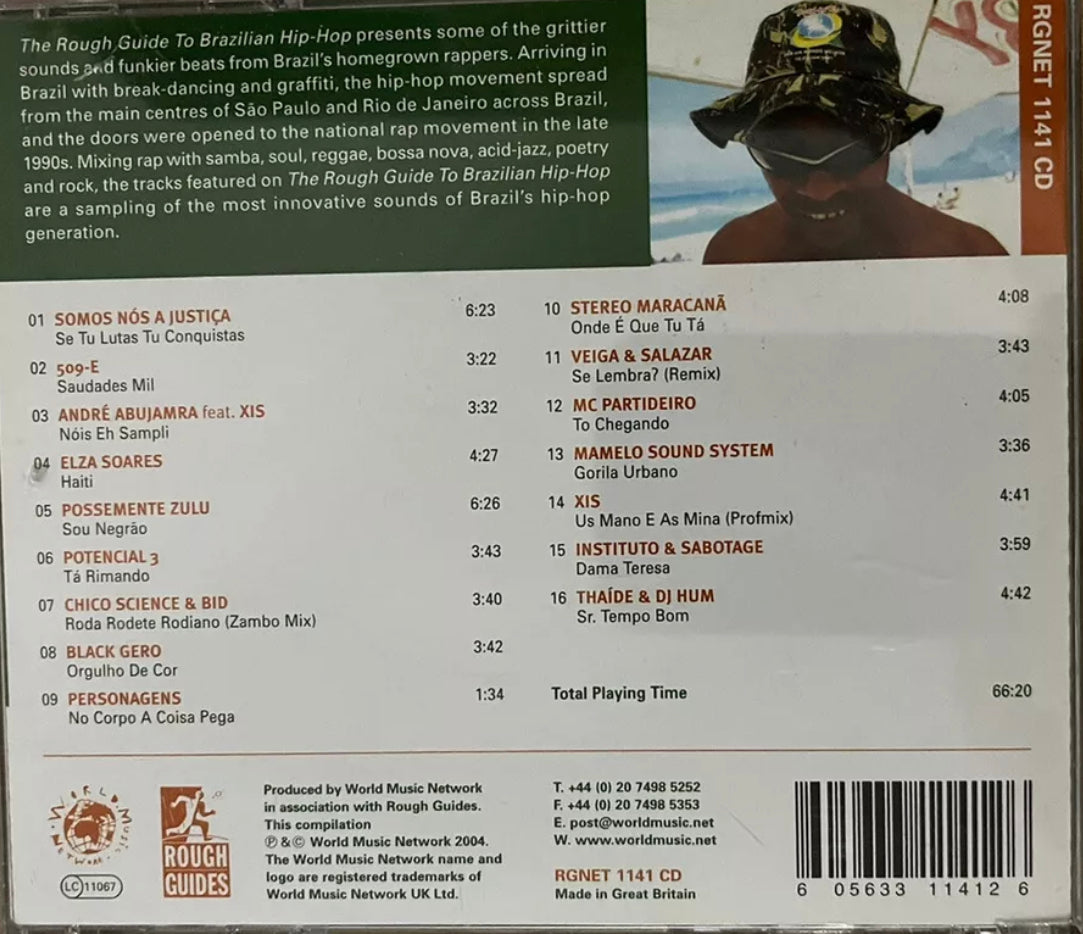 The Rough Guide To Brazilian Hip-Hop presents some of the grittier
sounds and funkier beats from Brazil's homegrown rappers. Arriving in
Brazil with break-dancing and graffiti, the hip-hop movement spread
from the main centres of São Paulo and Rio de Janeiro across Brazil,
and the doors were opened to the national rap movement in the late
1990s. Mixing rap with samba, soul, reggae, bossa nova, acid-jazz, poetry
and rock, the tracks featured on The Rough Guide To Brazilian Hip-Hop
are a sampling of the most innovative sounds of Brazil's hip-hop
generation.
RGNET 1141 CD
01 SOMOS NÓS A JUSTIÇA 6:23
Se Tu Lutas Tu Conquistas
02 509-E 3:22
Saudades Mil
03 ANDRÉ ABUJAMRA feat. XIS 3:32
Nóis Eh Sampli
04 ELZA SOARES 4:27
Haiti
05 POSSEMENTE ZULU 6:26
Sou Negrão
06 POTENCIAL 3 3:43
Tá Rimando
07 CHICO SCIENCE & BID 3:40
Roda Rodete Rodiano (Zambo Mix)
08 BLACK GERO 3:42
Orgulho De Cor
09 PERSONAGENS 1:34
No Corpo A Coisa Pega
10 STEREO MARACANÃ 4:08
Onde É Que Tu Tá
11 VEIGA & SALAZAR 3:43
Se Lembra? (Remix)
12 MC PARTIDEIRO 4:05
To Chegando
13 MAMELO SOUND SYSTEM 3:36
Gorila Urbano
14 XIS 4:41
Us Mano E As Mina (Profmix)
15 INSTITUTO & SABOTAGE 3:59
Dama Teresa
16 THAÍDE & DJ HUM 4:42
Sr. Tempo Bom
Total Playing Time 66:20
WORLD MUSIC NETWORK
LC 11067
ROUGH
GUIDES
Produced by World Music Network
in association with Rough Guides.
This compilation
℗ & © World Music Network 2004.
The World Music Network name and
logo are registered trademarks of
World Music Network UK Ltd.
T. +44 (0) 20 7498 5252
F. +44 (0) 20 7498 5353
E. post@worldmusic.net
W. www.worldmusic.net
RGNET 1141 CD
Made in Great Britain
6 05633 11412 6